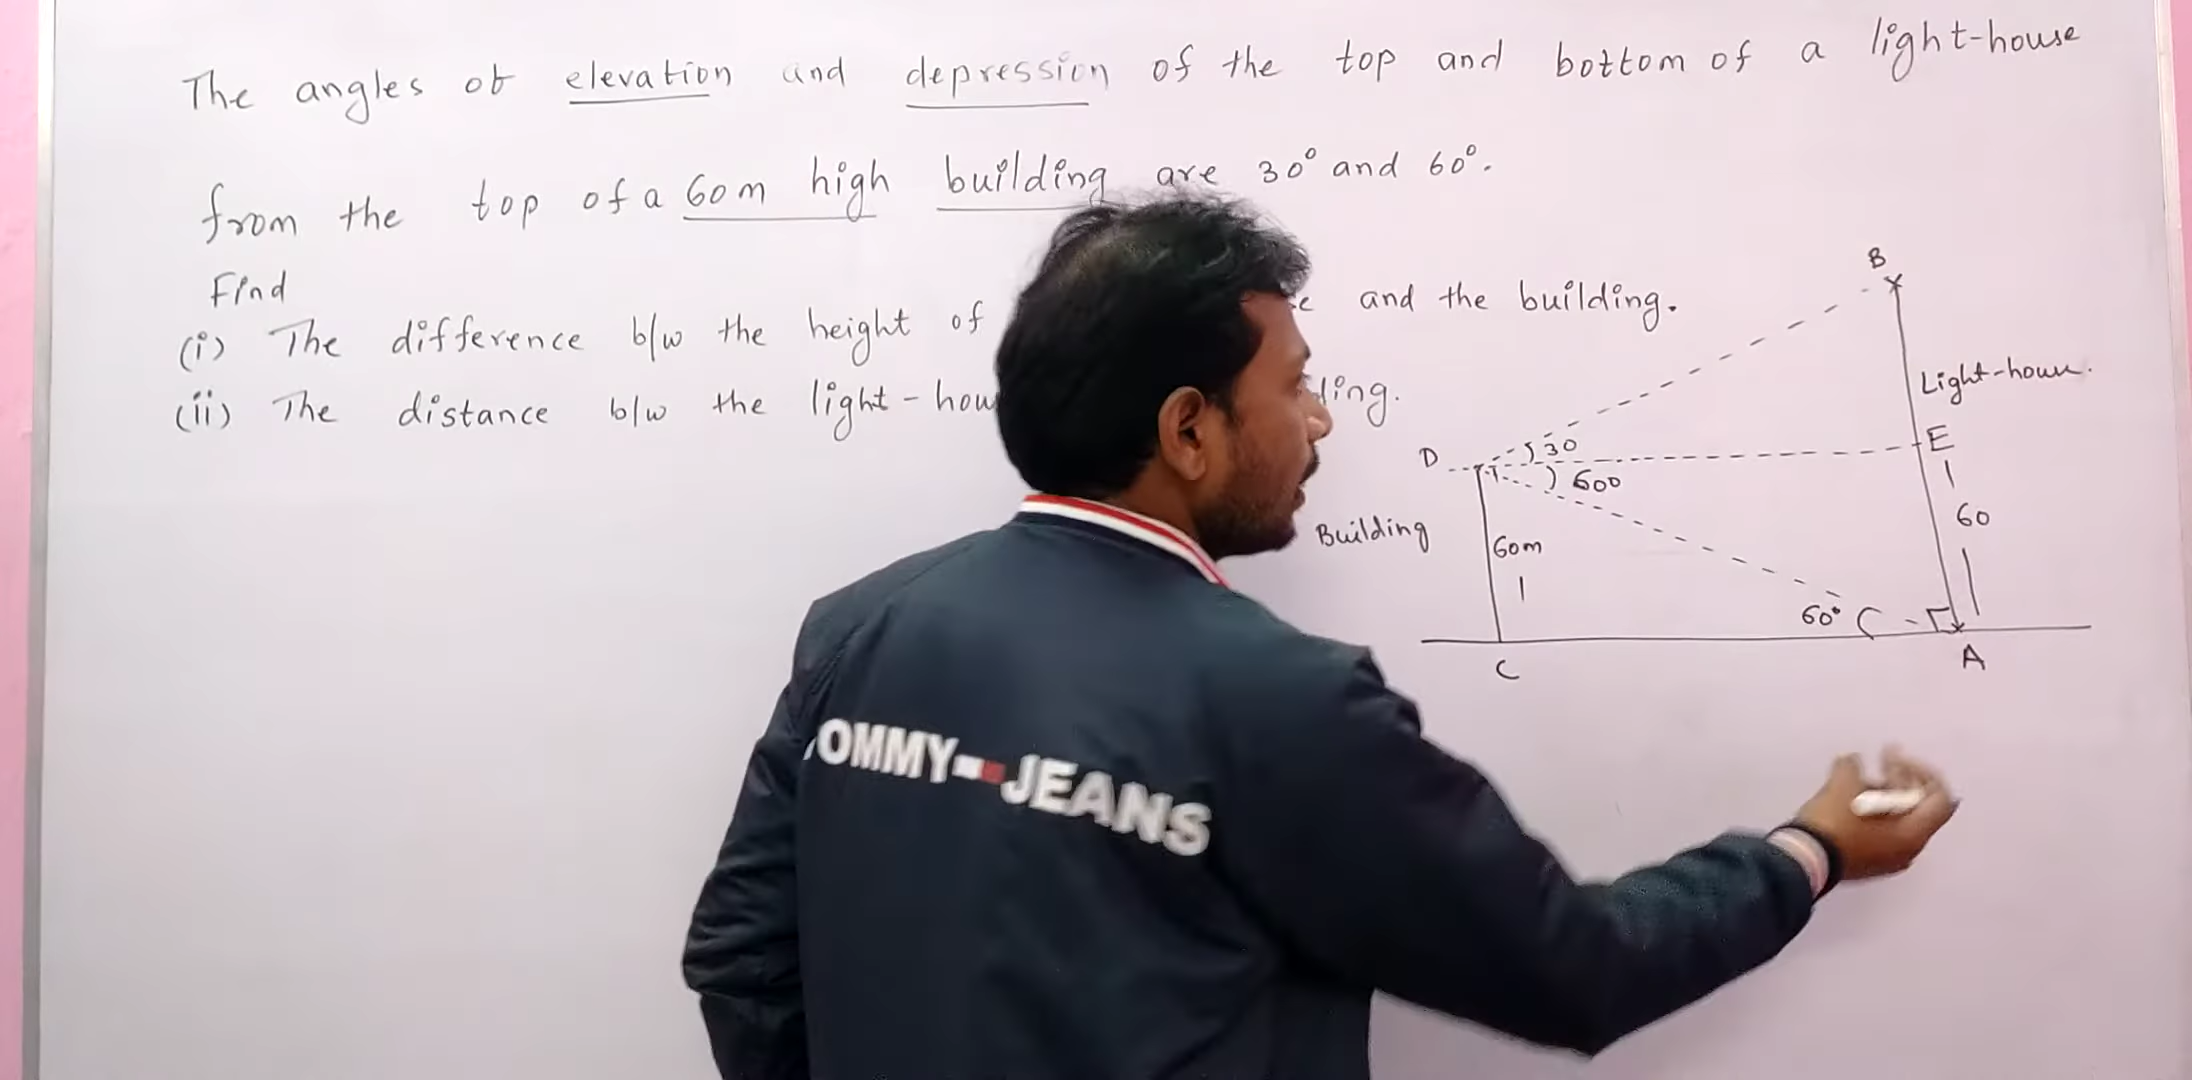 The angles of elevation and depression of the top and bottom of a light-house
from the top of a 60m high building are 30° and 60°.
Find
(i) The difference b/w the height of and the building.
(ii) The distance b/w the light-hou ding.
B
Light-house.
D
30
E
60°
60
Building
60m
60°
C
A
OMMY JEANS